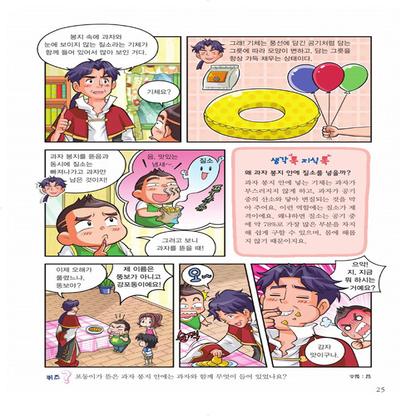 봉지 속에 과자와
눈에 보이지 않는 질소라는 기체가
함께 들어 있어서 많아 보인 거다.
기체요?
그래! 기체는 풍선에 담긴 공기처럼 담는
그릇에 따라 모양이 변하고, 담는 그릇을
항상 가득 채우는 상태이다.
과자 봉지를 뜯음과
동시에 질소는
빠져나가고 과자만
남은 것이지!
음, 맛있는
냄새~
질소
그러고 보니
과자를 뜯을 때!
생각 쏙 지식 쏙
왜 과자 봉지 안에 질소를 넣을까?
과자 봉지 안에 넣는 기체는 과자가
부스러지지 않게 하고, 과자가 공기
중의 산소와 닿아 변질되는 것을 막
아 주어요. 이런 역할에는 질소가 제
격이에요. 왜냐하면 질소는 공기 중
에 약 78%로 가장 많은 부분을 차지
해 쉽게 구할 수 있으며, 몸에 해롭
지 않기 때문이지요.
이제 오해가
풀렸느냐,
뚱보야?
제 이름은
뚱보가 아니고
감포동이에요!
으악!
지, 지금
뭐 하시는
거예요?
감자
맛이구나.
퀴즈 포동이가 뜯은 과자 봉지 안에는 과자와 함께 무엇이 들어 있었나요?
25